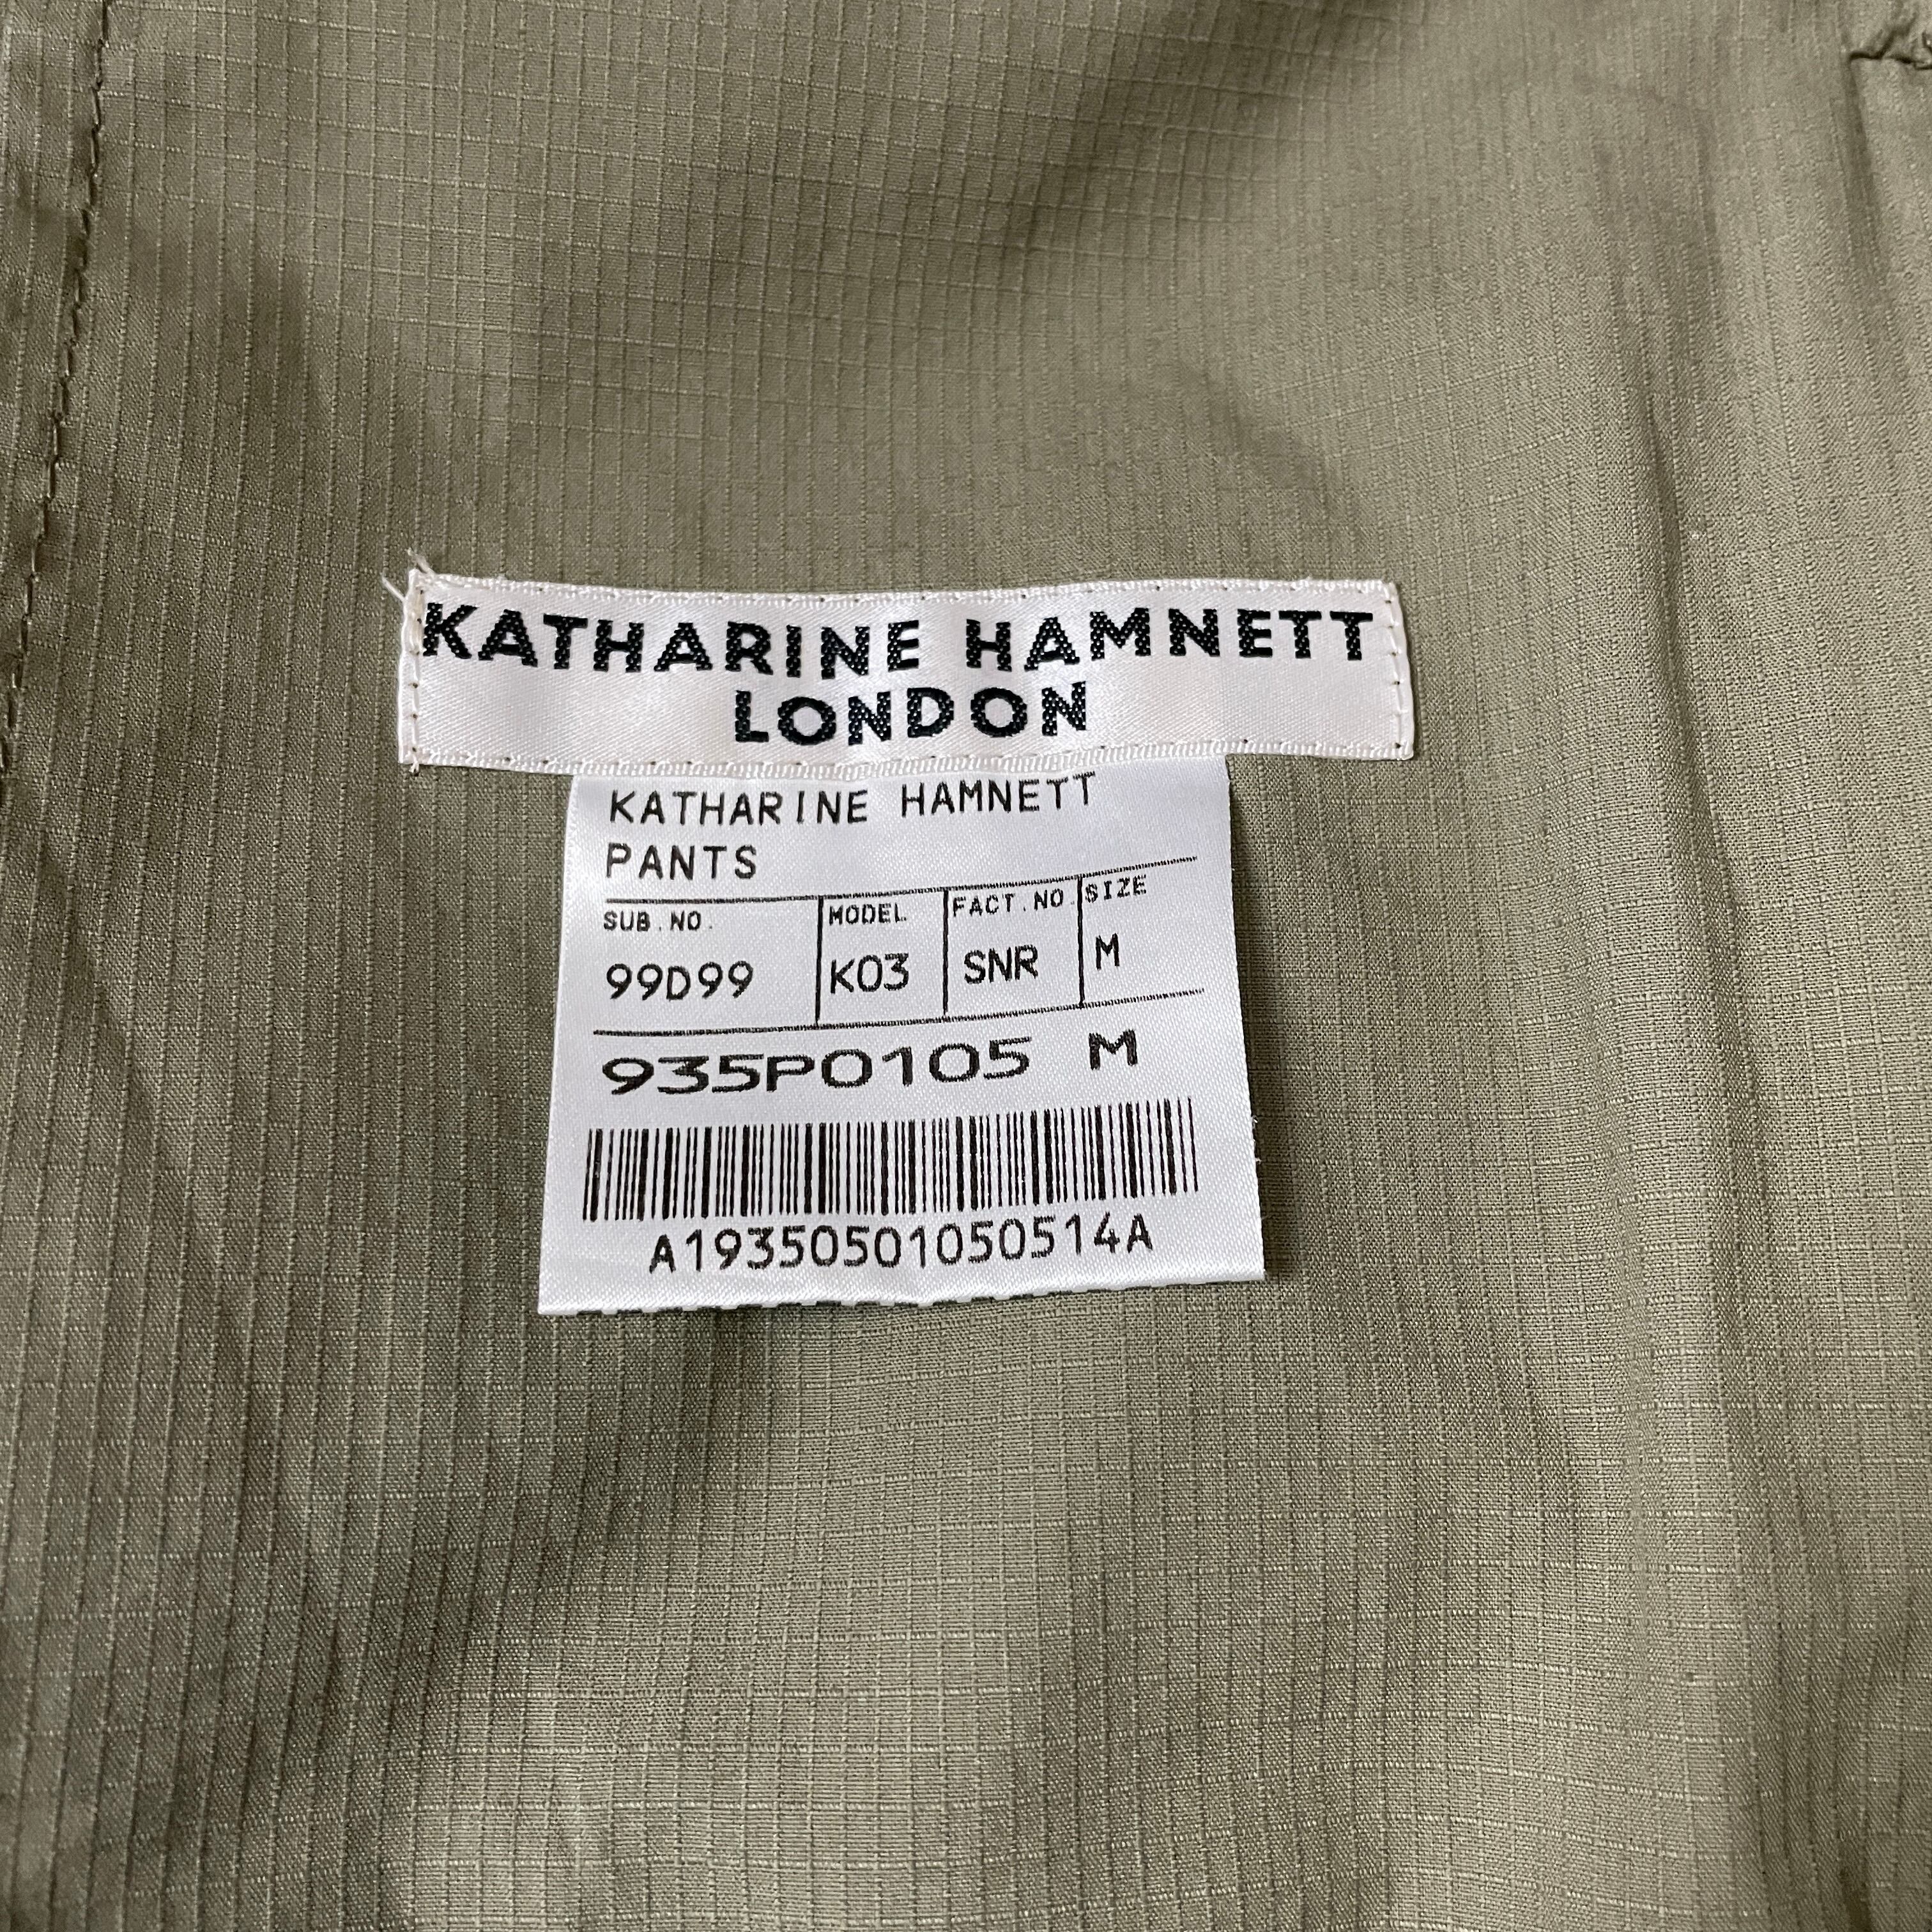 KATHARINE HAMNETT
LONDON
KATHARINE HAMNETT
PANTS
SUB.NO. MODEL FACT.NO. SIZE
99D99 K03 SNR M
935P0105 M
A19350501050514A